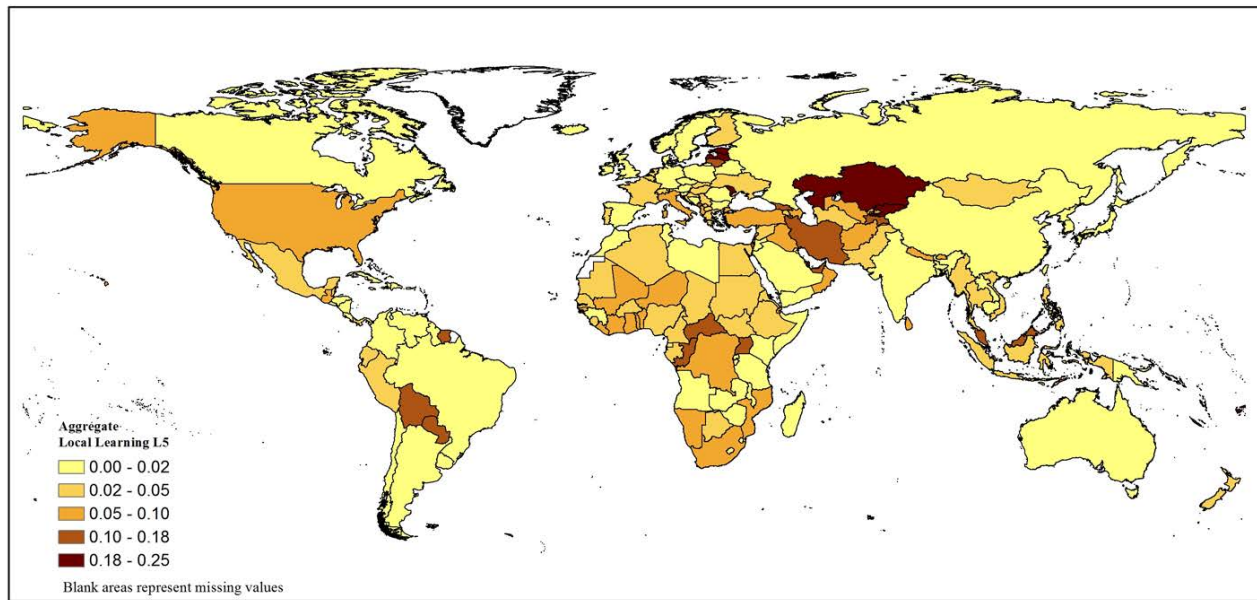 Aggrégate
Local Learning L5
0.00 - 0.02
0.02 - 0.05
0.05 - 0.10
0.10 - 0.18
0.18 - 0.25
Blank areas represent missing values